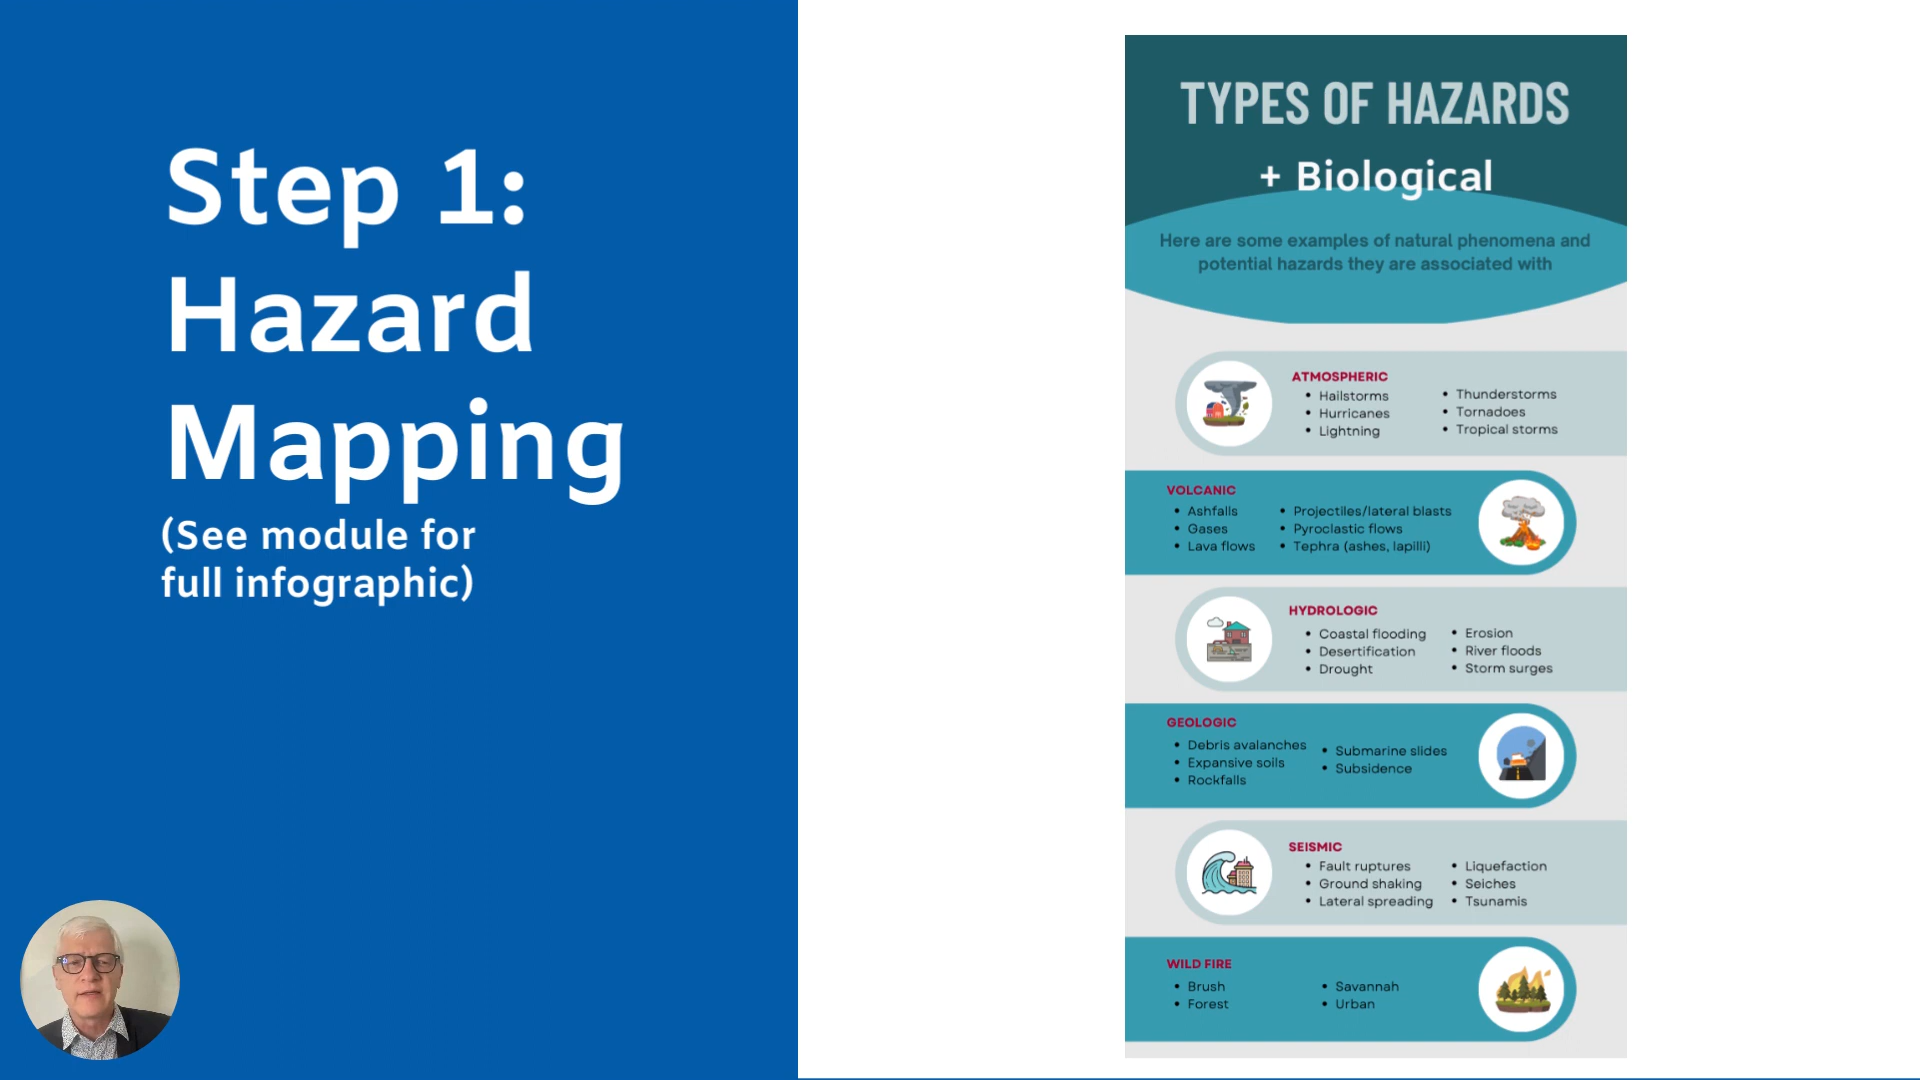 Step 1:
Hazard
Mapping
(See module for
full infographic)
TYPES OF HAZARDS
+ Biological
Here are some examples of natural phenomena and
potential hazards they are associated with
ATMOSPHERIC
• Hailstorms
• Hurricanes
• Lightning
• Thunderstorms
• Tornadoes
• Tropical storms
VOLCANIC
• Ashfalls
• Gases
• Lava flows
• Projectiles/lateral blasts
• Pyroclastic flows
• Tephra (ashes, lapilli)
HYDROLOGIC
• Coastal flooding
• Desertification
• Drought
• Erosion
• River floods
• Storm surges
GEOLOGIC
• Debris avalanches
• Expansive soils
• Rockfalls
• Submarine slides
• Subsidence
SEISMIC
• Fault ruptures
• Ground shaking
• Lateral spreading
• Liquefaction
• Seiches
• Tsunamis
WILD FIRE
• Brush
• Forest
• Savannah
• Urban